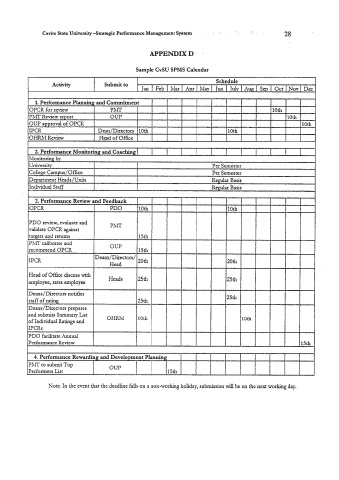 Cavite State University –Strategic Performance Management System 28
APPENDIX D
Sample CvSU SPMS Calendar
Activity Submit to Schedule
Jan Feb Mar Apr May Jun July Aug Sep Oct Nov Dec
1. Performance Planning and Commitment
OPCR for review PMT 10th
PMT Review report OUP 10th
OUP approval of OPCR 10th
IPCR Dean/Directors 10th 10th
OHRM Review Head of Office
2. Performance Monitoring and Coaching
Monitoring by
University Per Semester
College Campus/Office Per Semester
Department Heads/Units Regular Basis
Individual Staff Regular Basis
2. Performance Review and Feedback
OPCR PDO 10th 10th
PDO review, evaluate and
validate OPCR against
targets and returns PMT 15th
PMT calibrates and
recommend OPCR OUP 15th
IPCR Deans/Directors/
Head 20th 20th
Head of Office discuss with
employee, rates employee Heads 25th 25th
Deans/Directors notifies
staff of rating 25th 25th
Deans/Directors prepares
and submits Summary List
of Individual Ratings and
IPCRs OHRM 10th 10th
PDO facilitate Annual
Performance Review 15th
4. Performance Rewarding and Development Planning
PMT to submit Top
Performers List OUP 15th
Note: In the event that the deadline falls on a non-working holiday, submission will be on the next working day.